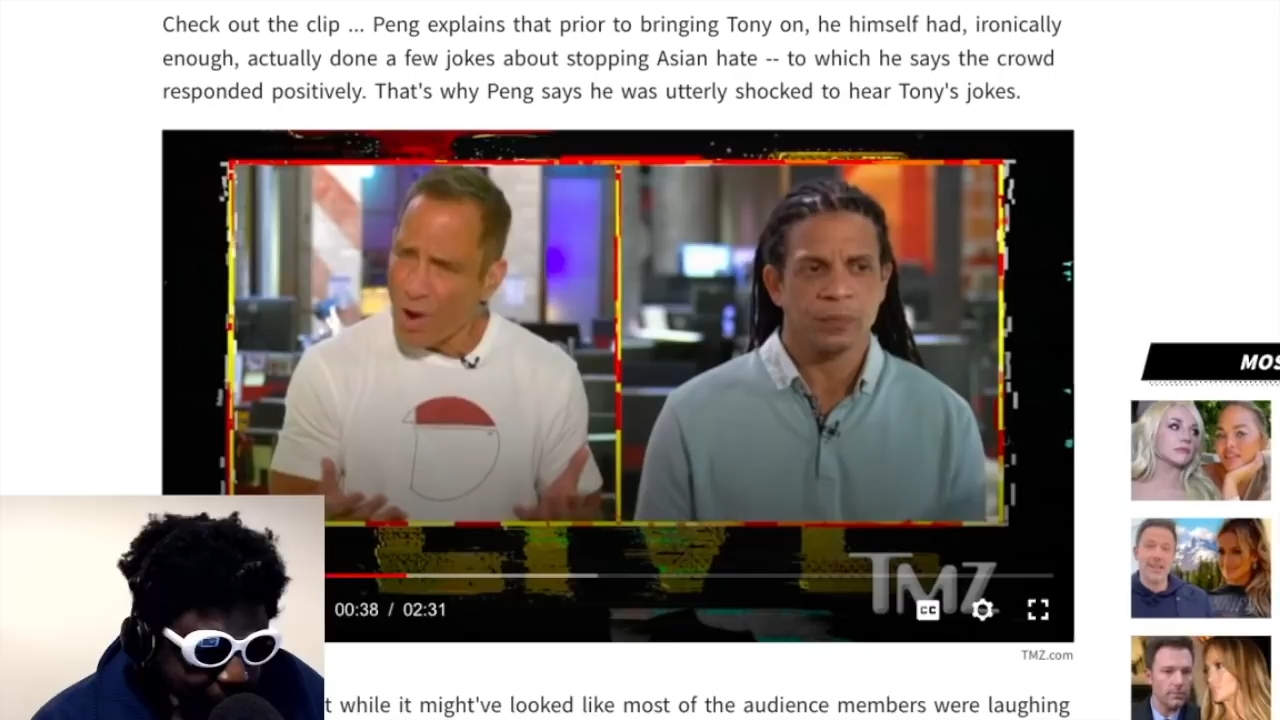 Check out the clip ... Peng explains that prior to bringing Tony on, he himself had, ironically
enough, actually done a few jokes about stopping Asian hate -- to which he says the crowd
responded positively. That's why Peng says he was utterly shocked to hear Tony's jokes.
MOS
TMZ
00:38 / 02:31
CC
TMZ.com
t while it might've looked like most of the audience members were laughing